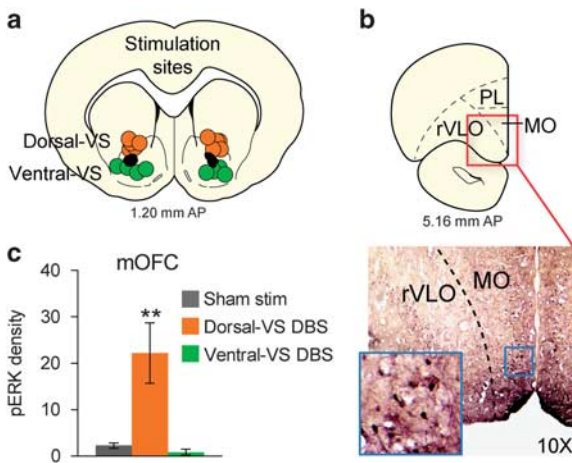 a
Stimulation
sites
Dorsal-VS
Ventral-VS
1.20 mm AP
b
PL
MO
rVLO
5.16 mm AP
c
mOFC
pERK density
40
30
20
10
0
**
Sham stim
Dorsal-VS DBS
Ventral-VS DBS
rVLO
MO
10X